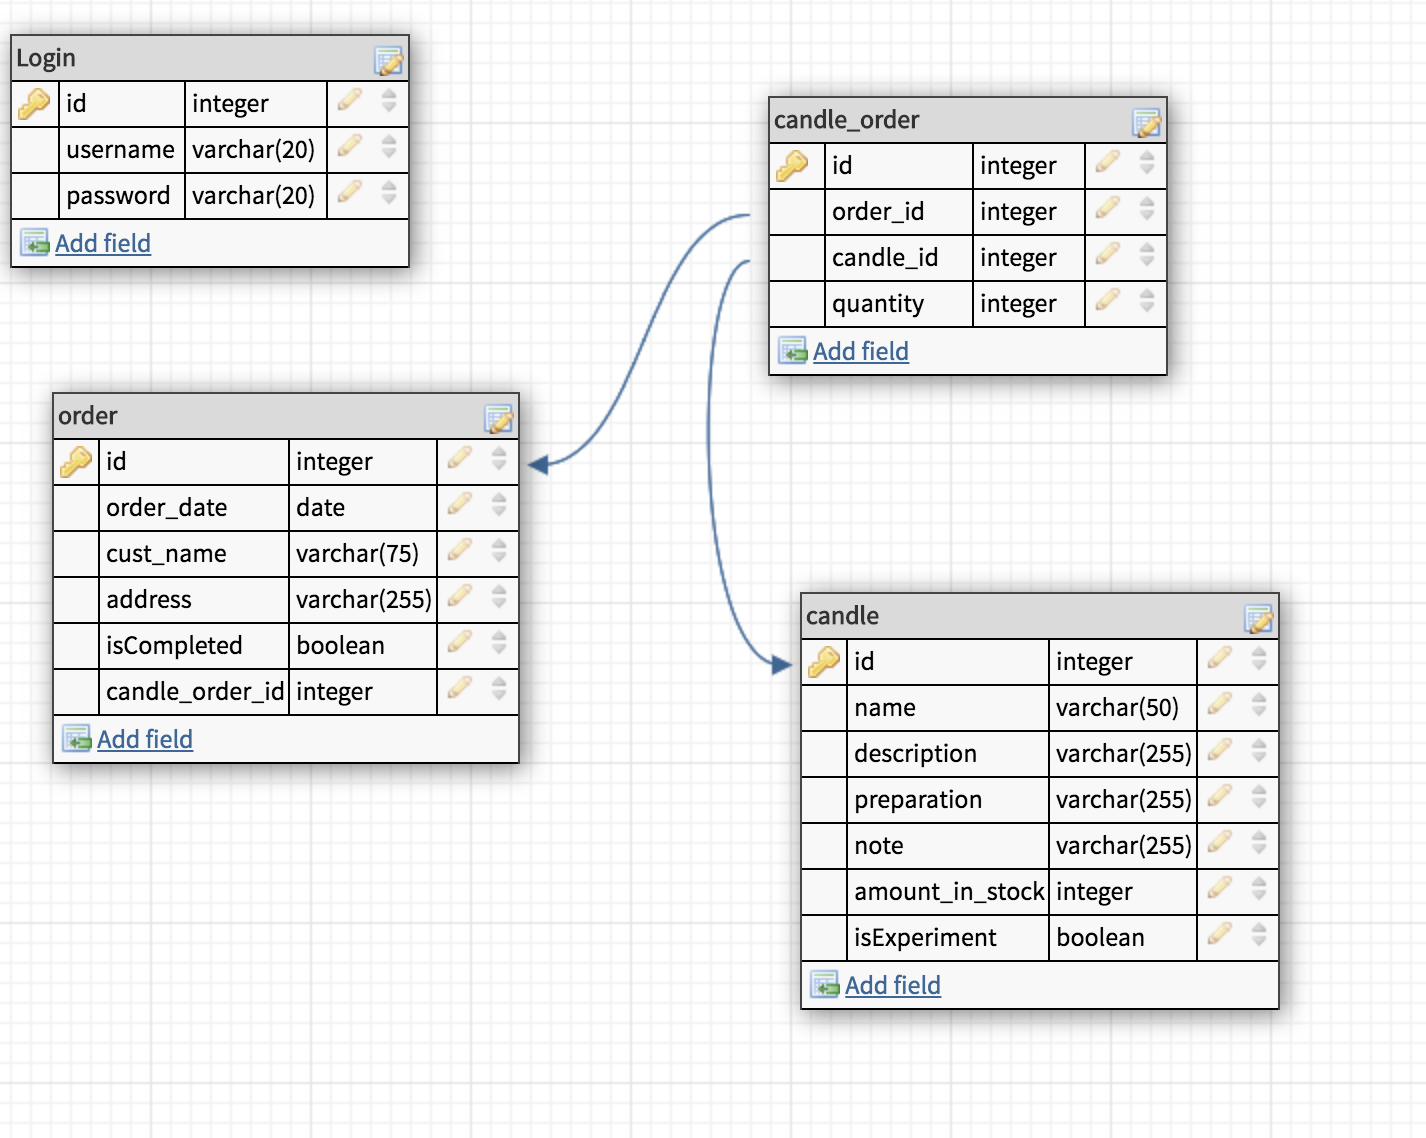 Login
id integer
username varchar(20)
password varchar(20)
Add field
candle_order
id integer
order_id integer
candle_id integer
quantity integer
Add field
order
id integer
order_date date
cust_name varchar(75)
address varchar(255)
isCompleted boolean
candle_order_id integer
Add field
candle
id integer
name varchar(50)
description varchar(255)
preparation varchar(255)
note varchar(255)
amount_in_stock integer
isExperiment boolean
Add field